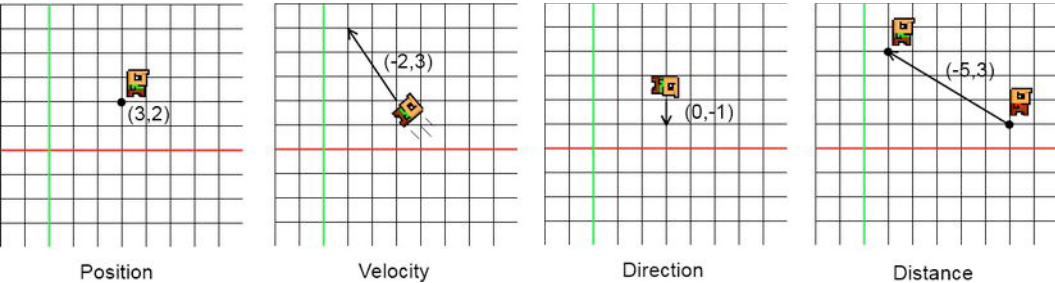 (3,2)
(-2,3)
(0,-1)
(-5,3)
Position
Velocity
Direction
Distance